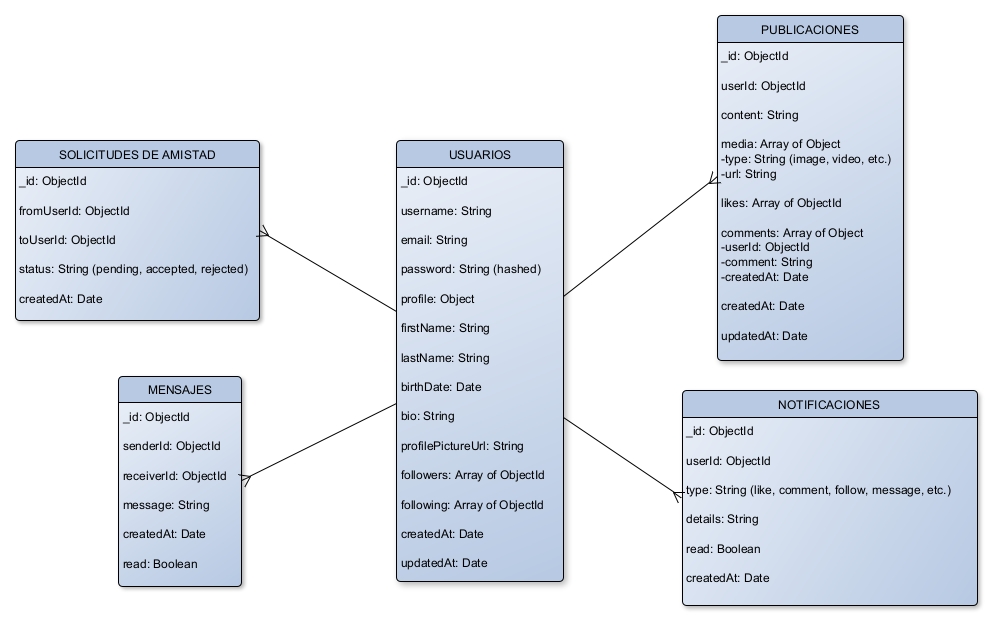 SOLICITUDES DE AMISTAD
_id: ObjectId
fromUserId: ObjectId
toUserId: ObjectId
status: String (pending, accepted, rejected)
createdAt: Date
MENSAJES
_id: ObjectId
senderId: ObjectId
receiverId: ObjectId
message: String
createdAt: Date
read: Boolean
USUARIOS
_id: ObjectId
username: String
email: String
password: String (hashed)
profile: Object
firstName: String
lastName: String
birthDate: Date
bio: String
profilePictureUrl: String
followers: Array of ObjectId
following: Array of ObjectId
createdAt: Date
updatedAt: Date
PUBLICACIONES
_id: ObjectId
userId: ObjectId
content: String
media: Array of Object
-type: String (image, video, etc.)
-url: String
likes: Array of ObjectId
comments: Array of Object
-userId: ObjectId
-comment: String
-createdAt: Date
createdAt: Date
updatedAt: Date
NOTIFICACIONES
_id: ObjectId
userId: ObjectId
type: String (like, comment, follow, message, etc.)
details: String
read: Boolean
createdAt: Date